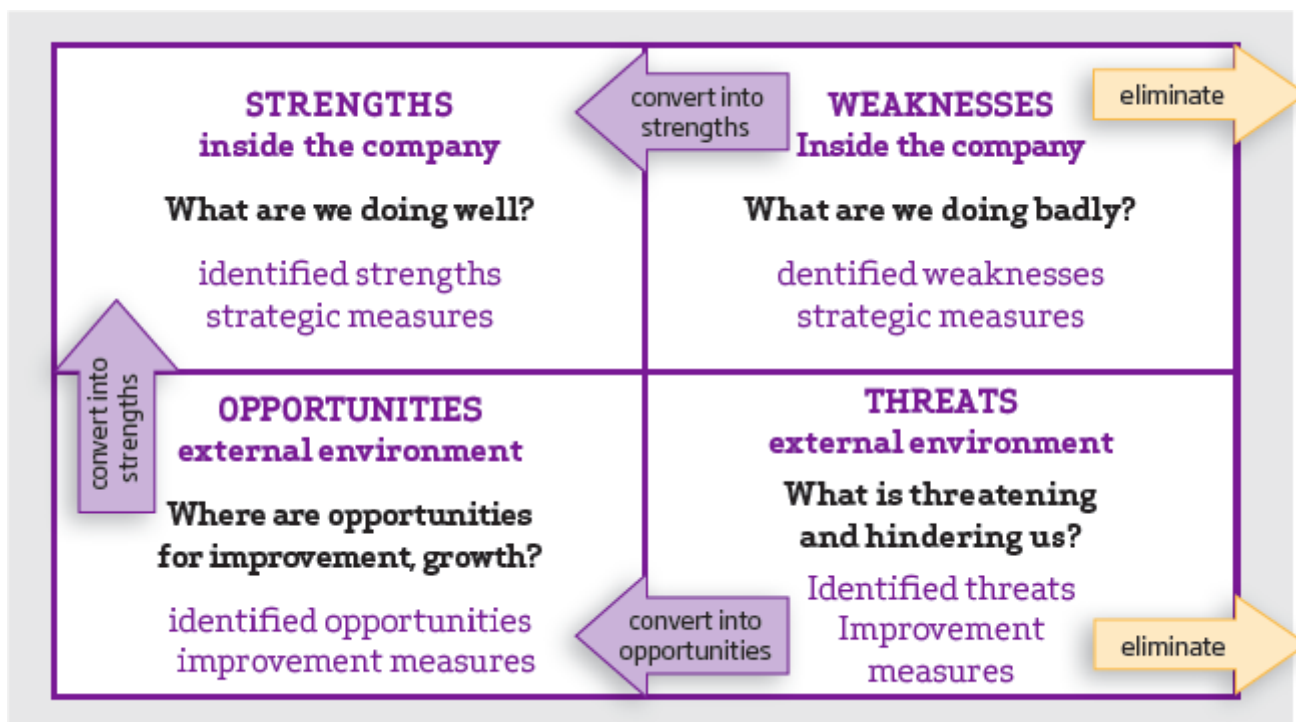 STRENGTHS
inside the company
What are we doing well?
identified strengths
strategic measures
convert into
strengths
WEAKNESSES
Inside the company
What are we doing badly?
dentified weaknesses
strategic measures
eliminate
convert into
strengths
OPPORTUNITIES
external environment
Where are opportunities
for improvement, growth?
identified opportunities
improvement measures
convert into
opportunities
THREATS
external environment
What is threatening
and hindering us?
Identified threats
Improvement
measures
eliminate